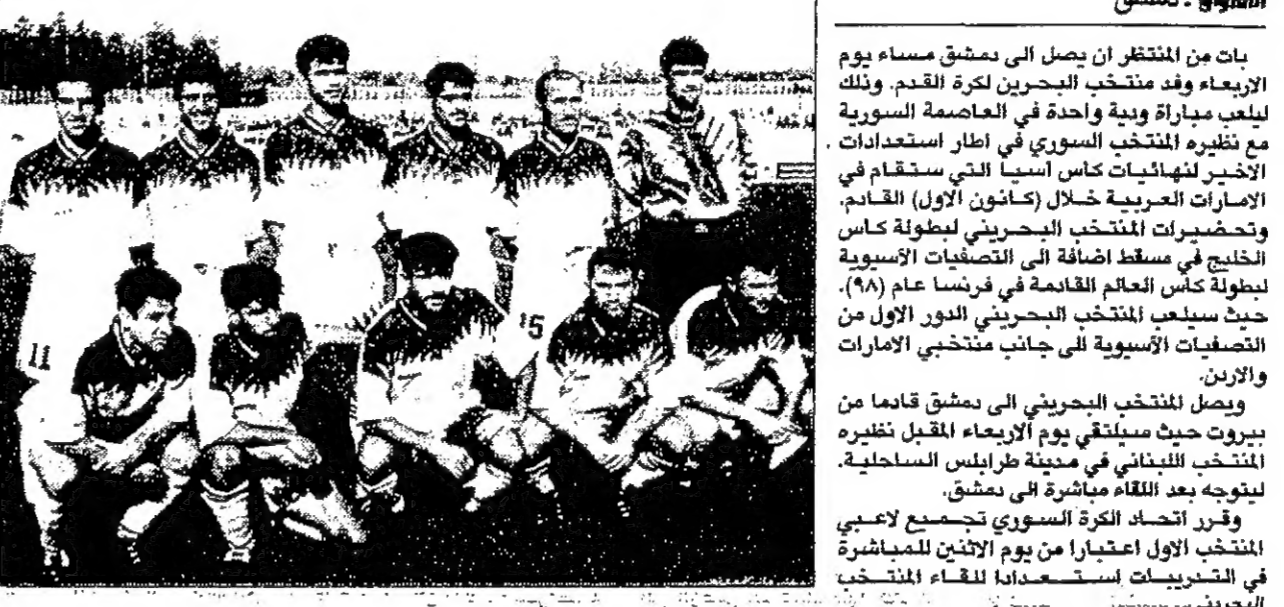 دمشق
بات من المنتظر ان يصل الى دمشق مساء يوم
الاربعاء وفد منتخب البحرين لكرة القدم. وذلك
ليلعب مباراة ودية واحدة في العاصمة السورية
مع نظيره المنتخب السوري في اطار استعدادات
الاخير لنهائيات كاس آسيا التي ستقام في
الامارات العربية خلال (كانون الاول) القادم.
وتحضيرات المنتخب البحريني لبطولة كاس
الخليج في مسقط اضافة الى التصفيات الآسيوية
لبطولة كأس العالم القادمة في فرنسا عام (٩٨).
حيث سيلعب المنتخب البحريني الدور الاول من
التصفيات الآسيوية الى جانب منتخبي الامارات
والاردن.
ويصل المنتخب البحريني الى دمشق قادما من
بيروت حيث سيلتقي يوم الاربعاء المقبل نظيره
المنتخب اللبناني في مدينة طرابلس الساحلية.
ليتوجه بعد اللقاء مباشرة الى دمشق.
وقرر اتحاد الكرة السوري تجميع لاعبي
المنتخب الاول اعتبارا من يوم الاثنين للمباشرة
في التدريبات استعدادا للقاء المنتخب
البحريني
11
15